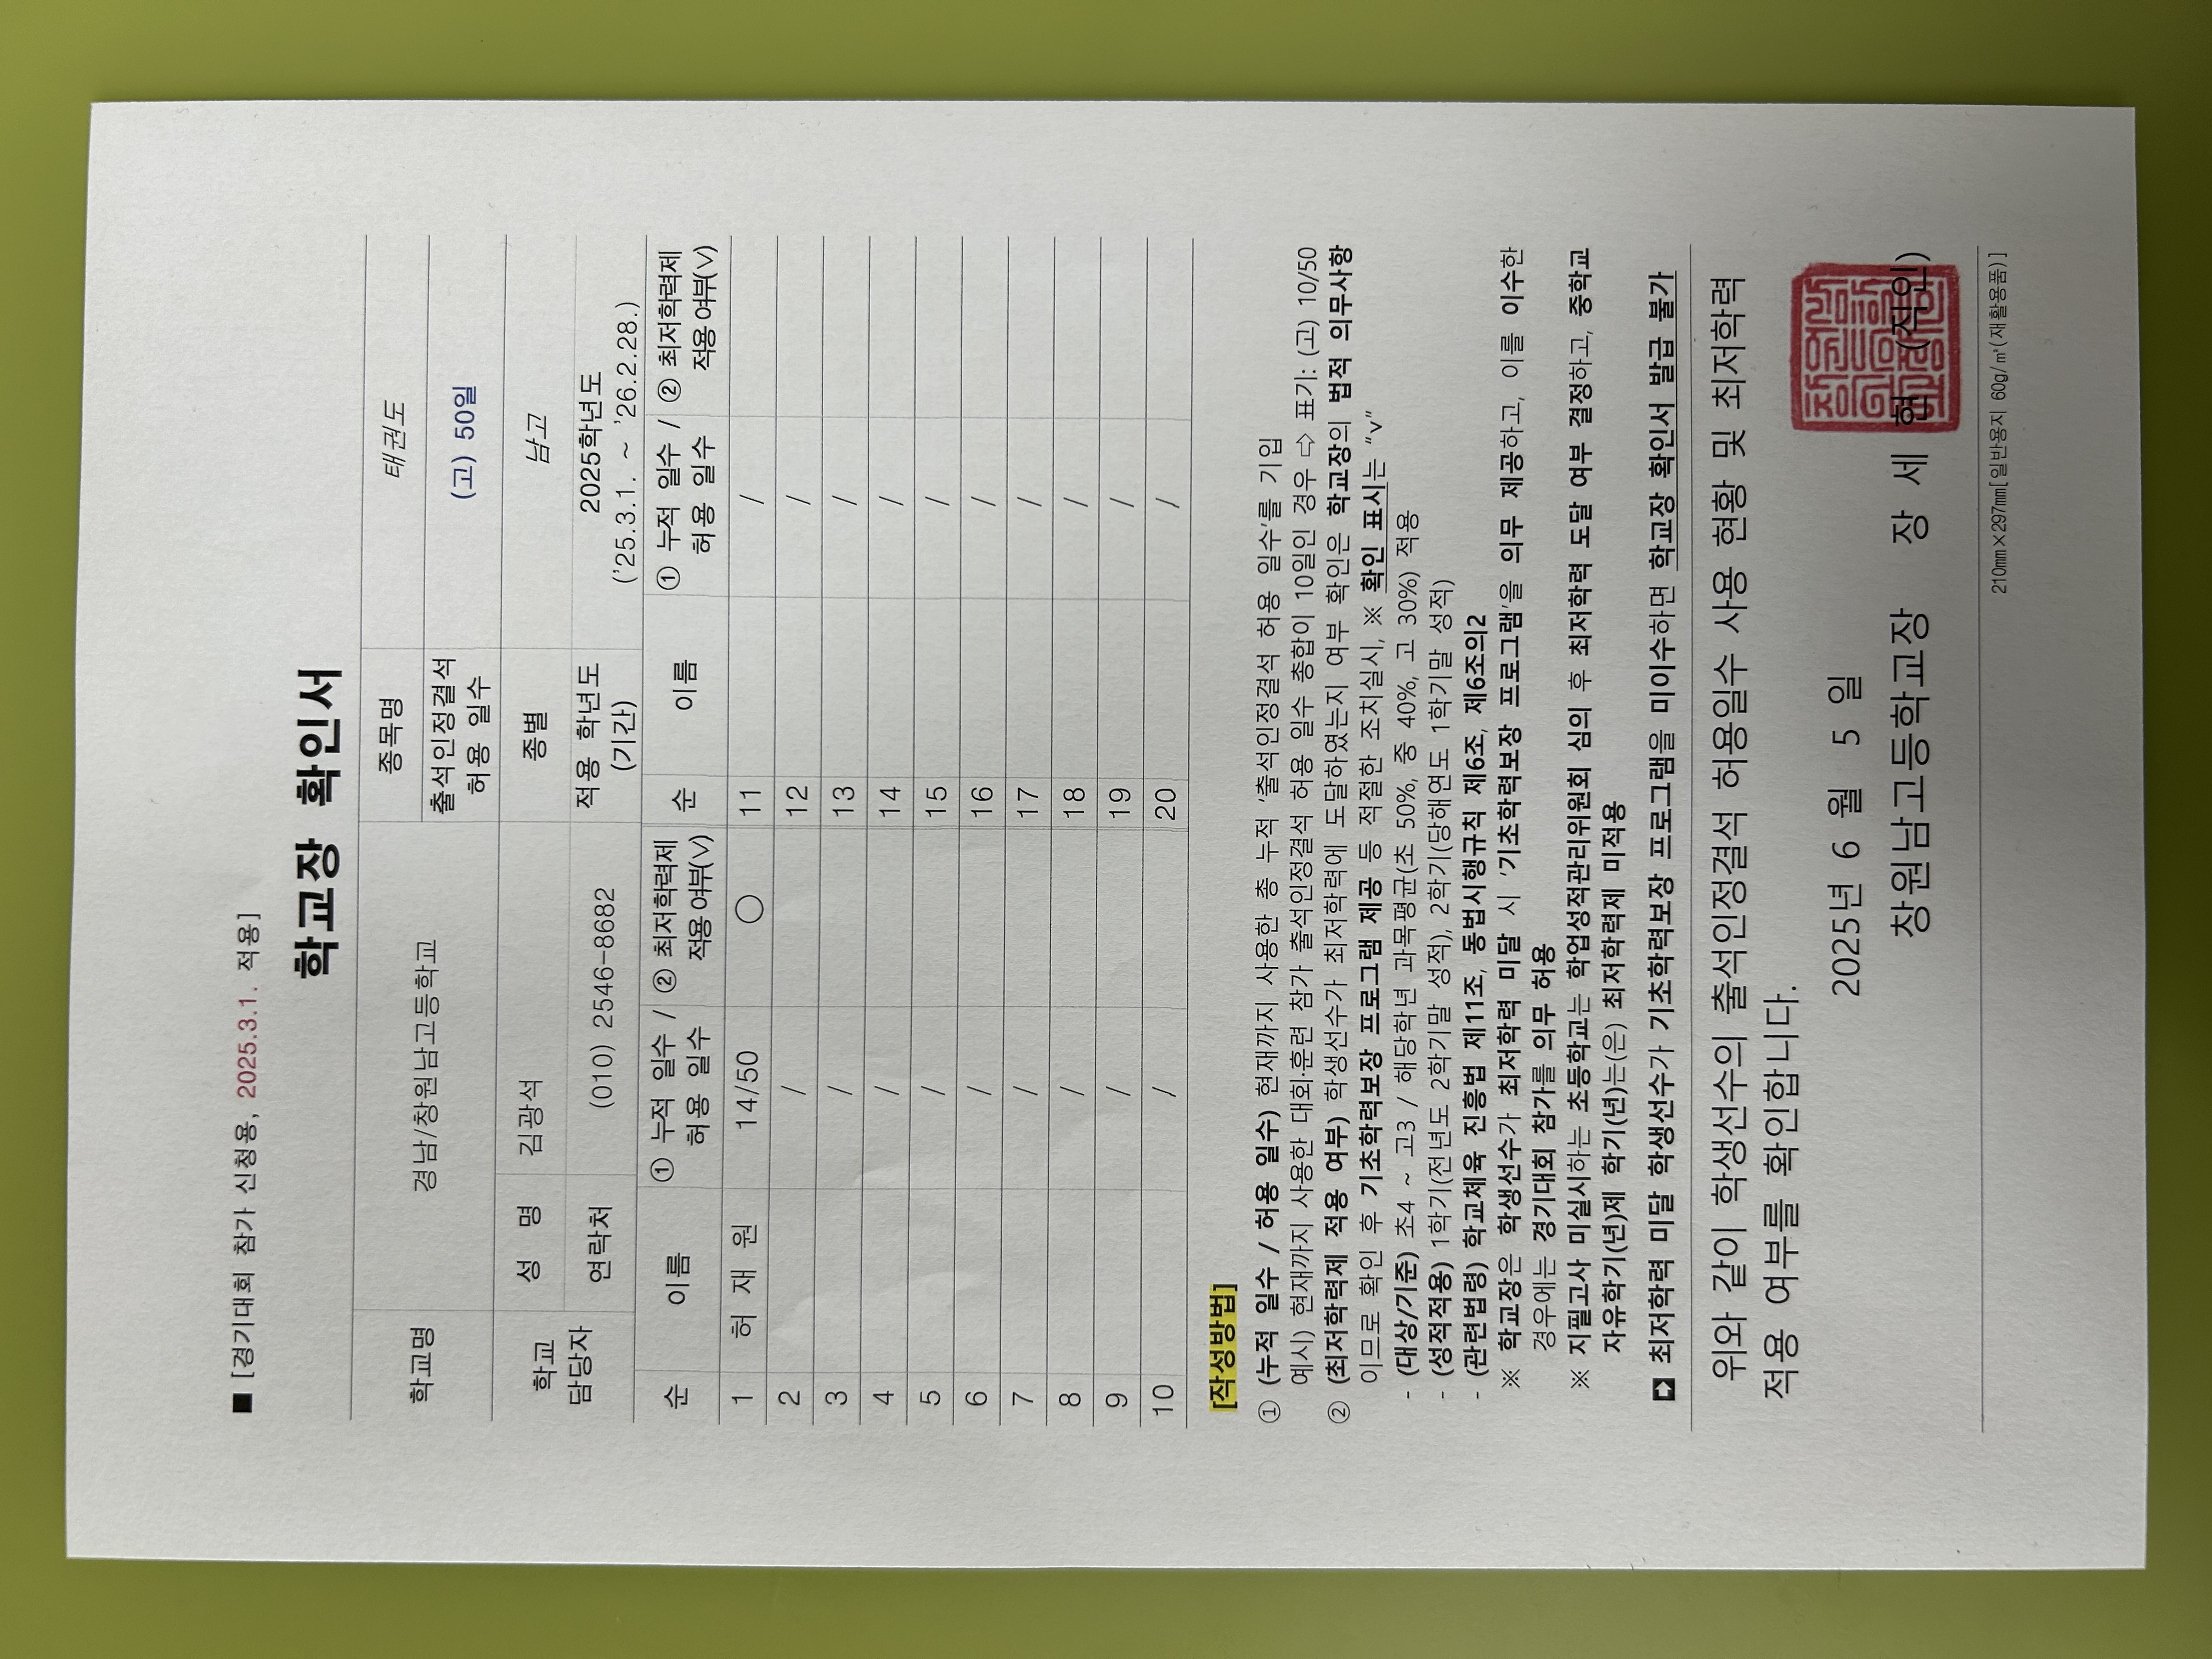 ■ [경기대회 참가 신청용, 2025.3.1. 적용]
학교장 확인서
학교명 경남/창원남고등학교 종목명 태권도
출석인정결석 허용 일수 (고) 50일
학교 담당자 성 명 김광석 종별 남고
연락처 (010) 2546-8682 적용 학년도 (기간) 2025학년도 ('25.3.1. ~ '26.2.28.)
순 이름 ① 누적 일수 / 허용 일수 ② 최저학력제 적용여부(∨) 순 이름 ① 누적 일수 / 허용 일수 ② 최저학력제 적용여부(∨)
1 허 재 원 14/50 ○ 11 /
2 / 12 /
3 / 13 /
4 / 14 /
5 / 15 /
6 / 16 /
7 / 17 /
8 / 18 /
9 / 19 /
10 / 20 /
[작성방법]
① (누적 일수 / 허용 일수) 현재까지 사용한 총 누적 '출석인정결석 허용 일수'를 기입
예시) 현재까지 사용한 대회·훈련 참가 출석인정결석 허용 일수 총합이 10일인 경우 ⇨ 표기: (고) 10/50
② (최저학력제 적용 여부) 학생선수가 최저학력에 도달하였는지 여부 확인은 학교장의 법적 의무사항
이므로 확인 후 기초학력보장 프로그램 제공 등 적절한 조치실시, ※ 확인 표시는 "v"
- (대상/기준) 초4 ~ 고3 / 해당학년 과목평균(초 50%, 중 40%, 고 30%) 적용
- (성적적용) 1학기(전년도 2학기말 성적), 2학기(당해연도 1학기말 성적)
- (관련법령) 학교체육 진흥법 제11조, 동법시행규칙 제6조, 제6조의2
※ 학교장은 학생선수가 최저학력 미달 시 '기초학력보장 프로그램'을 의무 제공하고, 이를 이수한
경우에는 경기대회 참가를 의무 허용
※ 지필고사 미실시하는 초등학교는 학업성적관리위원회 심의 후 최저학력 도달 여부 결정하고, 중학교
자유학기(년)제 학기(년)는(은) 최저학력제 미적용
➡ 최저학력 미달 학생선수가 기초학력보장 프로그램을 미이수하면 학교장 확인서 발급 불가
위와 같이 학생선수의 출석인정결석 허용일수 사용 현황 및 최저학력
적용 여부를 확인합니다.
2025년 6 월 5 일
창원남고등학교장 장 세 현 (직인)
210㎜×297㎜[일반용지 60g/㎡(재활용품)]